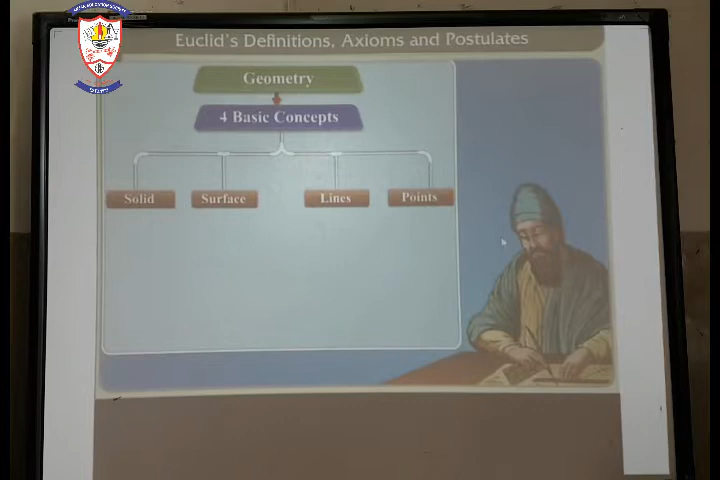 Euclid's Definitions, Axioms and Postulates
Geometry
4 Basic Concepts
Solid
Surface
Lines
Points